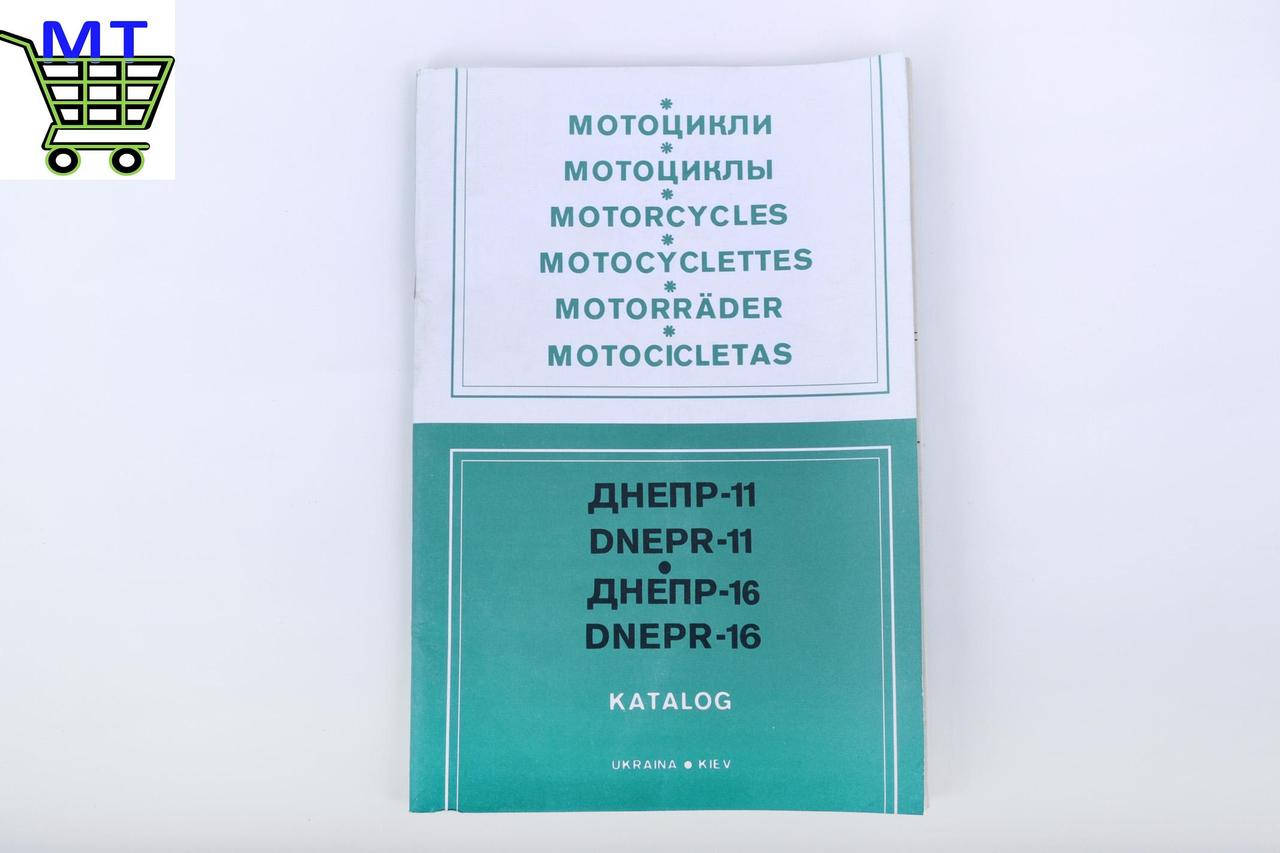 MT
МОТОЦИКЛИ
МОТОЦИКЛЫ
MOTORCYCLES
MOTOCYCLETTES
MOTORRÄDER
MOTOCICLETAS
ДНЕПР-11
DNEPR-11
ДНЕПР-16
DNEPR-16
KATALOG
UKRAINA ● KIEV